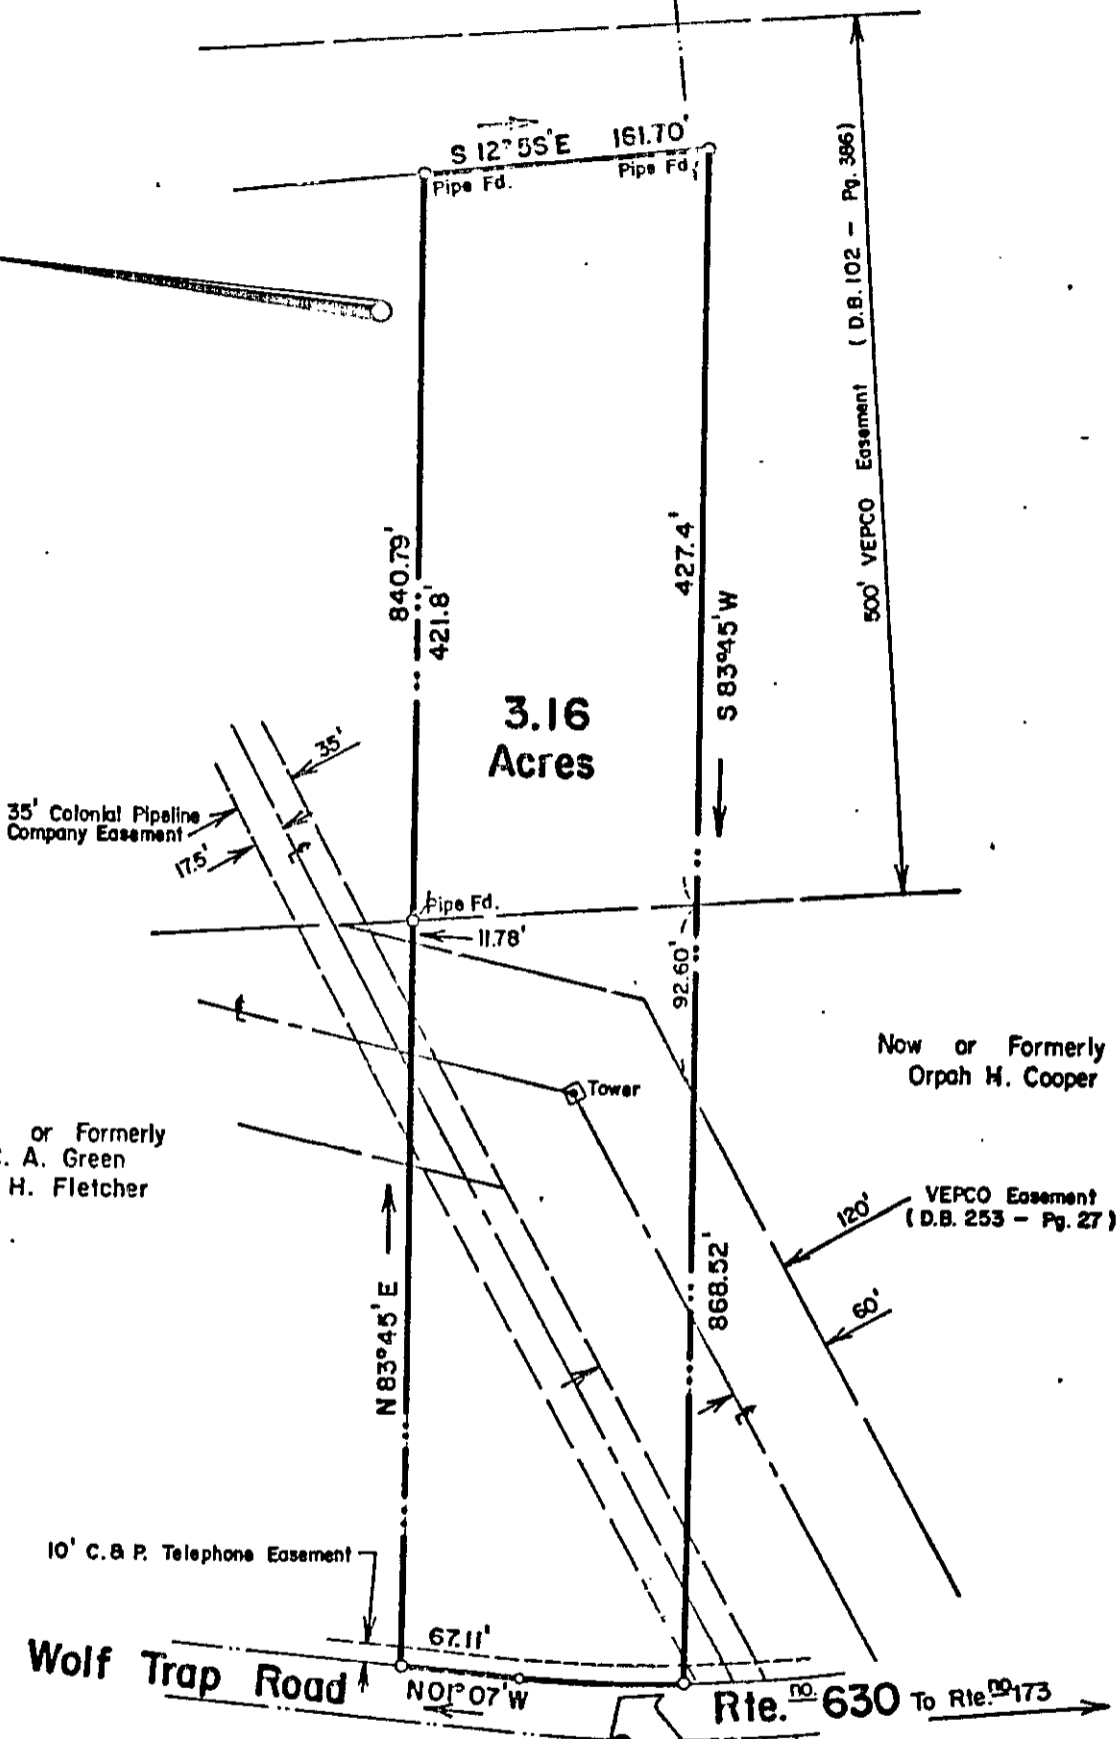 S 12°55' E 161.70'
Pipe Fd.
Pipe Fd.
500' VEPCO Easement (D.B. 102 - Pg. 386)
840.79'
421.8'
427.4'
S 83°45' W
3.16
Acres
35'
35' Colonial Pipeline
Company Easement
17.5'
Pipe Fd.
11.78'
92.60'
Tower
Now or Formerly
Orpah H. Cooper
or Formerly
A. Green
H. Fletcher
VEPCO Easement
(D.B. 253 - Pg. 27)
120'
60'
N 83°45' E
868.52'
10' C. & P. Telephone Easement
67.11'
Wolf Trap Road
N 01°07' W
Rte. no. 630 To Rte. no. 173